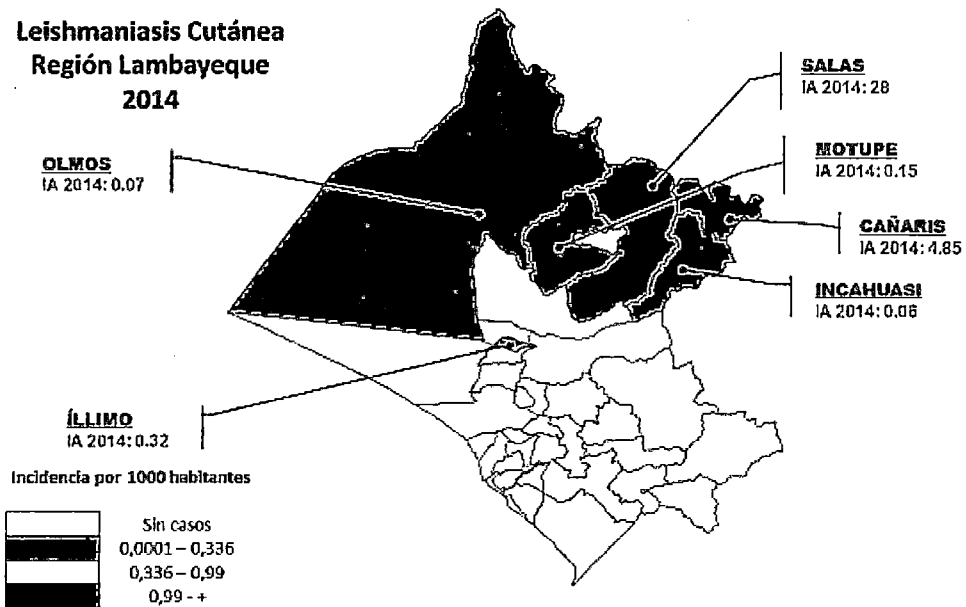 Leishmaniasis Cutánea
Región Lambayeque
2014
SALAS
IA 2014: 28
MOTUPE
IA 2014: 0.15
OLMOS
IA 2014: 0.07
CAÑARIS
IA 2014: 4.85
INCAHUASI
IA 2014: 0.06
ÍLLIMO
IA 2014: 0.32
Incidencia por 1000 habitantes
Sin casos
0,0001 – 0,336
0,336 – 0,99
0,99 - +